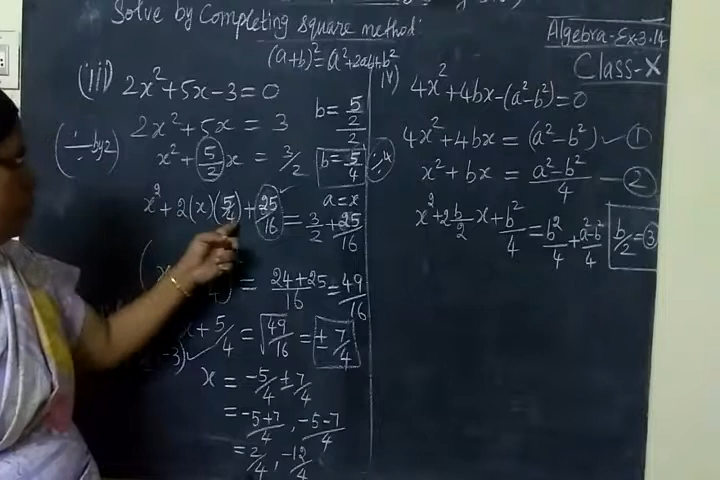 Solve by Completing square method:
(a+b)² = a²+2ab+b²
Algebra-Ex-3.14
Class-X
(iii) 2x²+5x-3=0
2x²+5x = 3
(÷ by 2) x² + 5/2 x = 3/2
x² + 2(x)(5/4) + 25/16 = 3/2 + 25/16
= 24+25/16 = 49/16
x + 5/4 = √49/16 = ± 7/4
x = -5/4 ± 7/4
= -5+7/4 , -5-7/4
= 2/4 , -12/4
b = 5/2/2
b = 5/4
a = x
4x²+4bx-(a²-b²)=0
4x²+4bx = (a²-b²) ①
÷4 x²+bx = a²-b²/4 ②
x²+2b/2 x + b²/4 = b²/4 + a²-b²/4
b/2 = ③